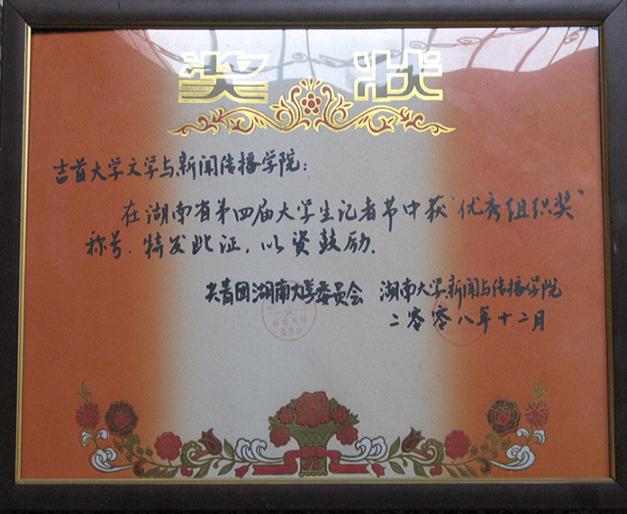 奖状
吉首大学文学与新闻传播学院：
在湖南省第四届大学生记者节中获“优秀组织奖”
称号．特发此证，以资鼓励．
共青团湖南大学委员会 湖南大学新闻与传播学院
二零零八年十二月